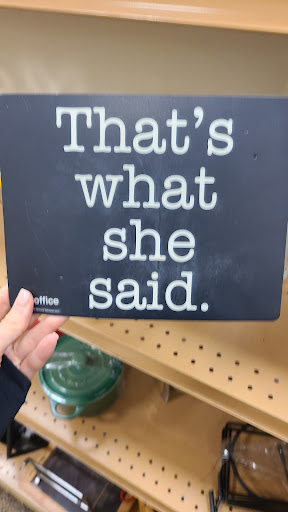 That's
what
she
said.
office